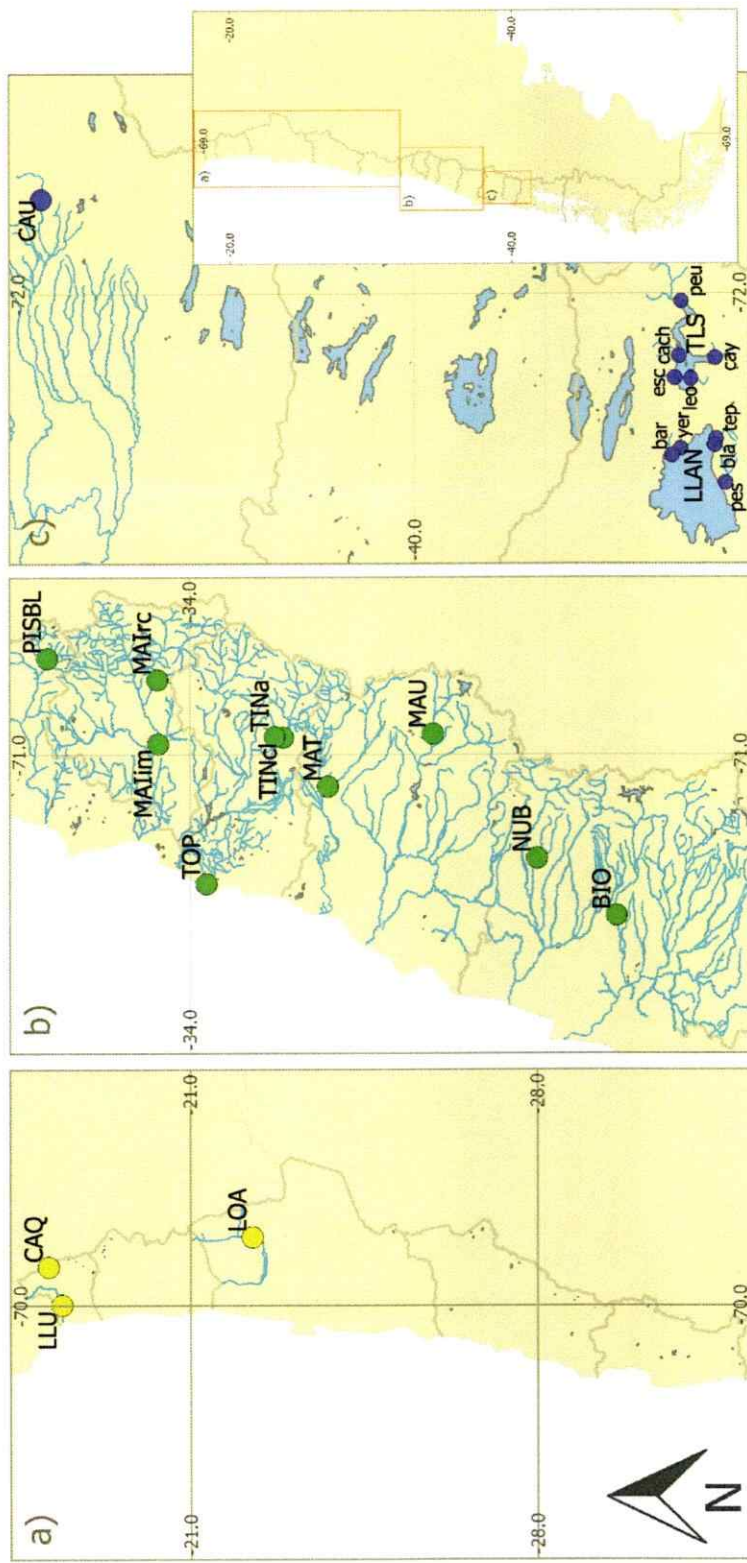 a)
-70.0
LLU
CAQ
-21.0
-21.0
LOA
-28.0
-28.0
-70.0
N
b)
PISBL
MAIim
MAIrc
-34.0
-34.0
TOP
TINcl
TINa
MAT
MAU
NUB
BIO
-71.0
-71.0
c)
CAU
-72.0
-40.0
esc
cach
bar
yer
leo
TLS
peu
LLAN
pes
bla
tep
cay
-72.0
-69.0
-20.0
-20.0
a)
b)
c)
-40.0
-40.0
-69.0